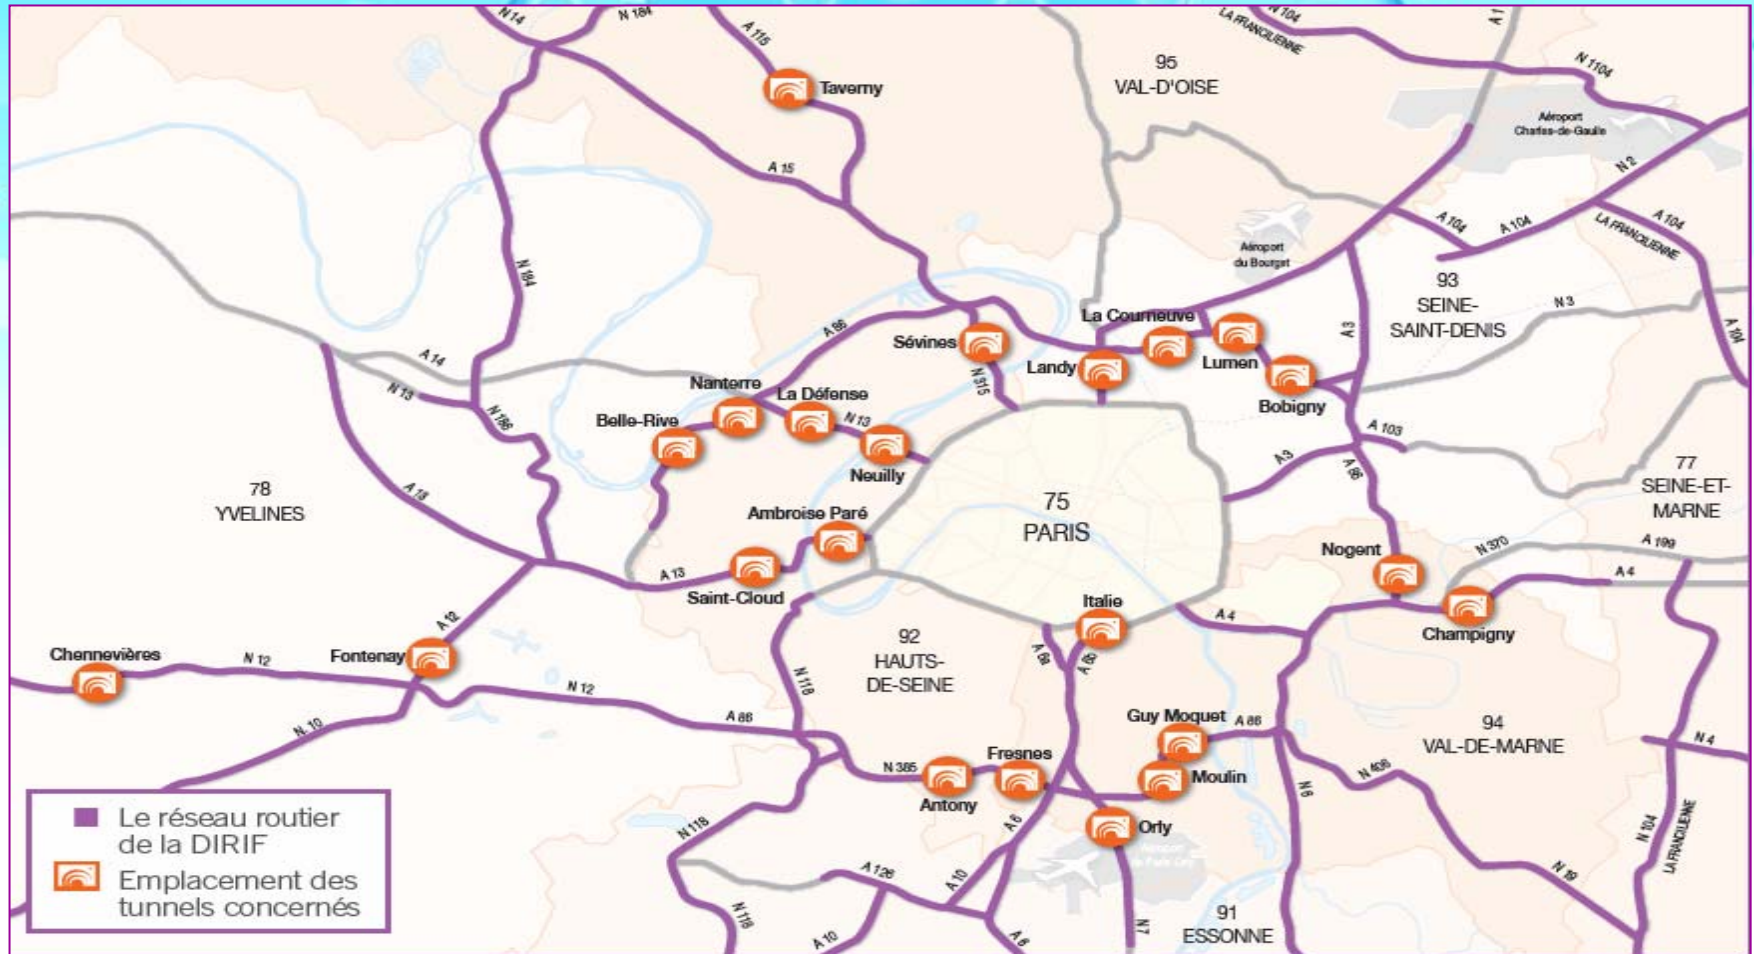 N 14
N 184
A 115
Taverny
95
VAL-D'OISE
N 104
LA FRANCILIENNE
A 1
N 1104
Aéroport
Charles-de-Gaulle
A 15
N 2
A 104
A 104
A 104
LA FRANCILIENNE
N 184
Aéroport
du Bourget
93
SEINE-
SAINT-DENIS
N 3
A 104
A 86
Sévines
La Courneuve
A 3
A 14
N 13
N 186
Nanterre
La Défense
N 13
Belle-Rive
Neuilly
N 315
Landy
Lumen
Bobigny
A 103
A 3
A 86
77
SEINE-ET-
MARNE
78
YVELINES
A 13
Ambroise Paré
75
PARIS
Nogent
N 370
A 199
A 4
A 13
Saint-Cloud
Italie
A 4
Champigny
A 12
Chennevières
N 12
Fontenay
92
HAUTS-
DE-SEINE
A 6a
A 6b
N 118
N 12
N 10
A 86
Guy Moquet
A 86
94
VAL-DE-MARNE
N 4
N 385
Fresnes
Antony
Moulin
N 406
N 6
Orly
A 6
N 118
A 126
A 10
N 104
LA FRANCILIENNE
N 19
N 118
A 10
A 6
N 7
91
ESSONNE
Le réseau routier
de la DIRIF
Emplacement des
tunnels concernés